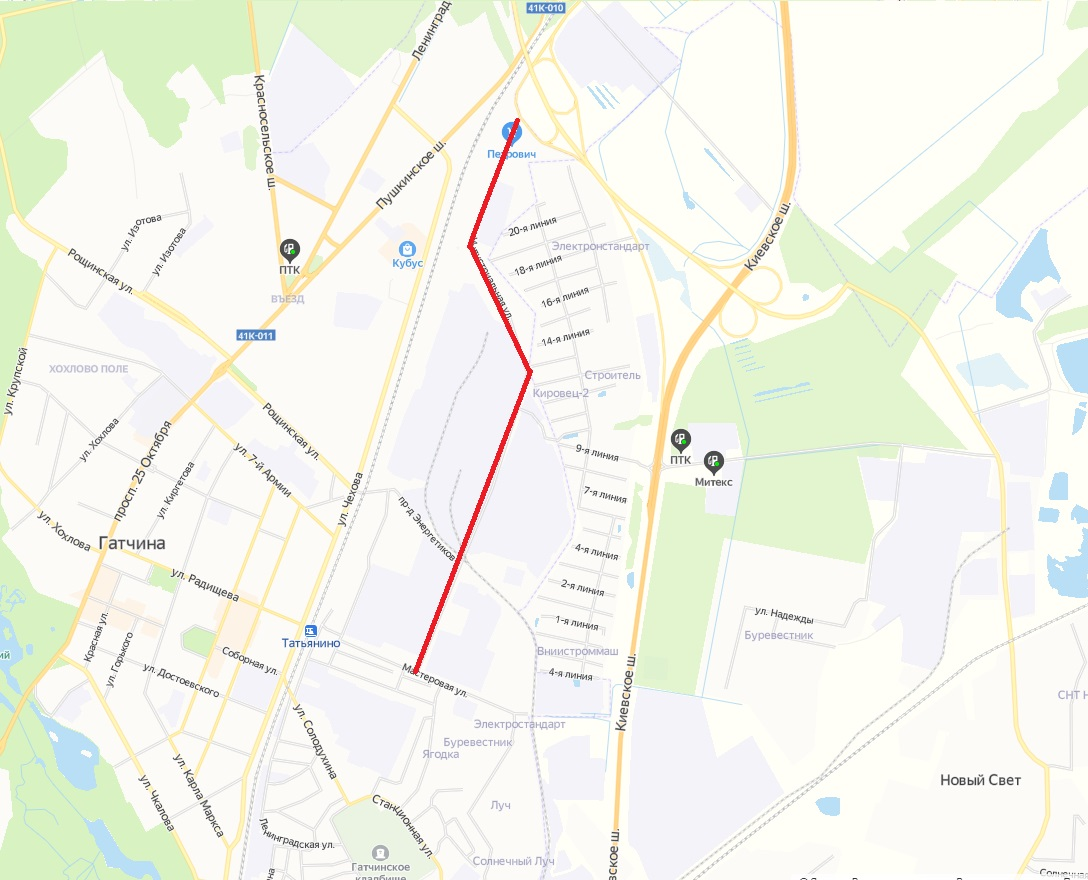 41К-010
Ленинград
Красносельское ш.
Пушкинское ш.
Петрович
ул. Изотова
ул. Изотова
20-я линия
Электронстандарт
Киевское ш.
Кубус
ПТК
ВЪЕЗД
Рощинская ул.
18-я линия
16-я линия
14-я линия
41К-011
ХОХЛОВО ПОЛЕ
ул. Крупской
Строитель
Кировец-2
Рощинская ул.
ул. Хохлова
просп. 25 Октября
ул. Киргетова
ул. 7-й Армии
9-я линия
ПТК
Митекс
7-я линия
ул. Чехова
пр-д Энергетиков
ул. Хохлова
Гатчина
4-я линия
ул. Радищева
2-я линия
ул. Надежды
Буревестник
1-я линия
Красная ул.
ул. Горького
Татьянино
Соборная ул.
Вниистроммаш
4-я линия
ул. Достоевского
Мастеровая ул.
Киевское ш.
СНТ Н
Электростандарт
Буревестник
Ягодка
ул. Солодухина
Новый Свет
ул. Карла Маркса
ул. Чкалова
Луч
Станционная ул.
Ленинградская ул.
Солнечный Луч
Гатчинское
кладбище
вское ш.